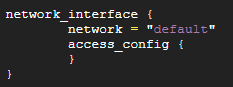 network_interface {
        network = "default"
        access_config {
        }
}